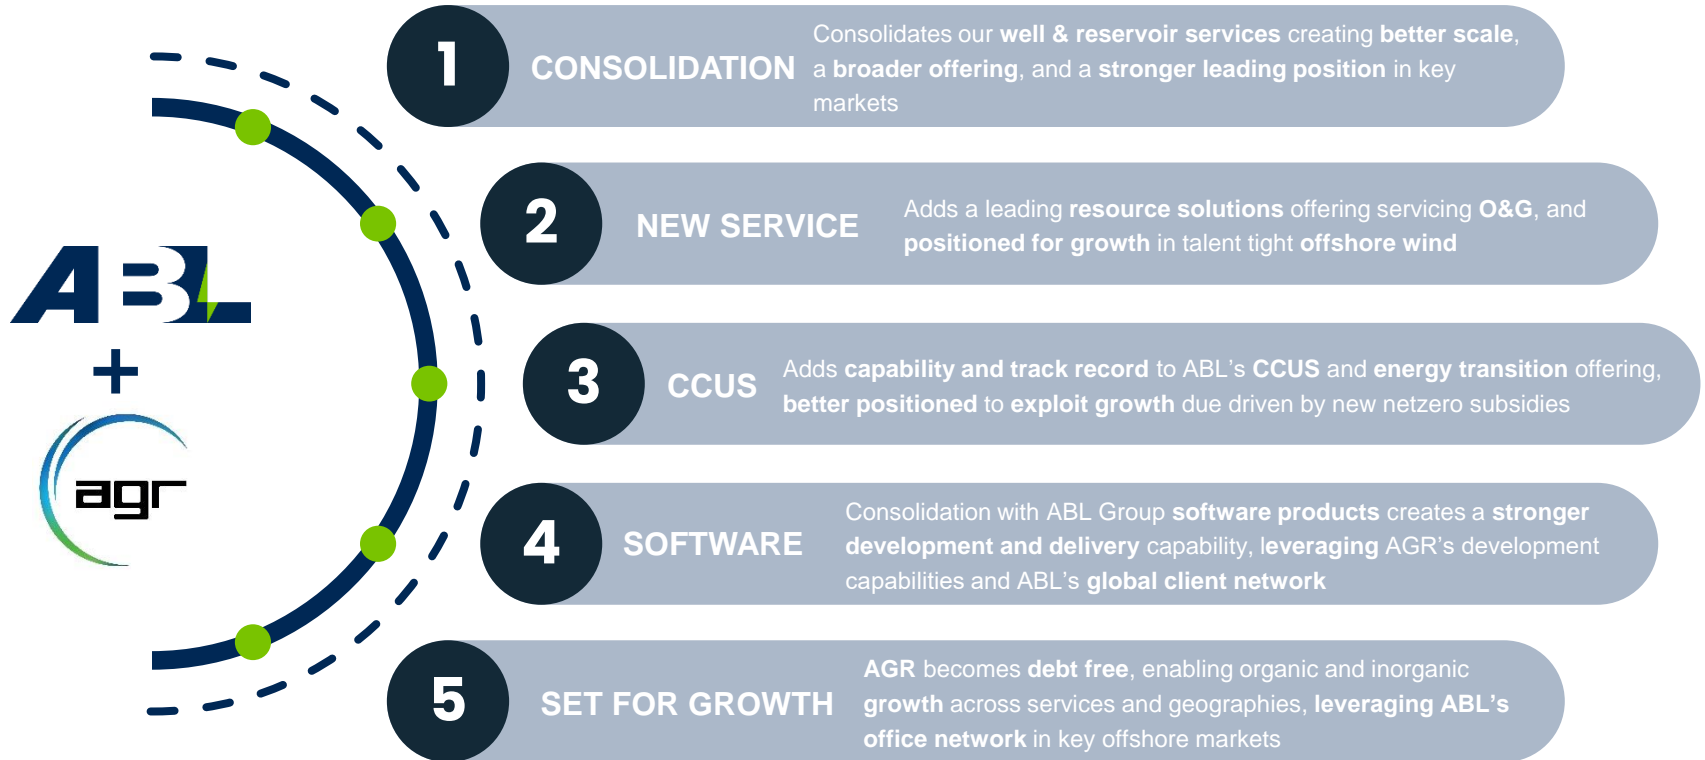 ABL
+
agr
1
CONSOLIDATION
Consolidates our well & reservoir services creating better scale,
a broader offering, and a stronger leading position in key
markets
2
NEW SERVICE
Adds a leading resource solutions offering servicing O&G, and
positioned for growth in talent tight offshore wind
3
CCUS
Adds capability and track record to ABL’s CCUS and energy transition offering,
better positioned to exploit growth due driven by new netzero subsidies
4
SOFTWARE
Consolidation with ABL Group software products creates a stronger
development and delivery capability, leveraging AGR’s development
capabilities and ABL’s global client network
5
SET FOR GROWTH
AGR becomes debt free, enabling organic and inorganic
growth across services and geographies, leveraging ABL’s
office network in key offshore markets